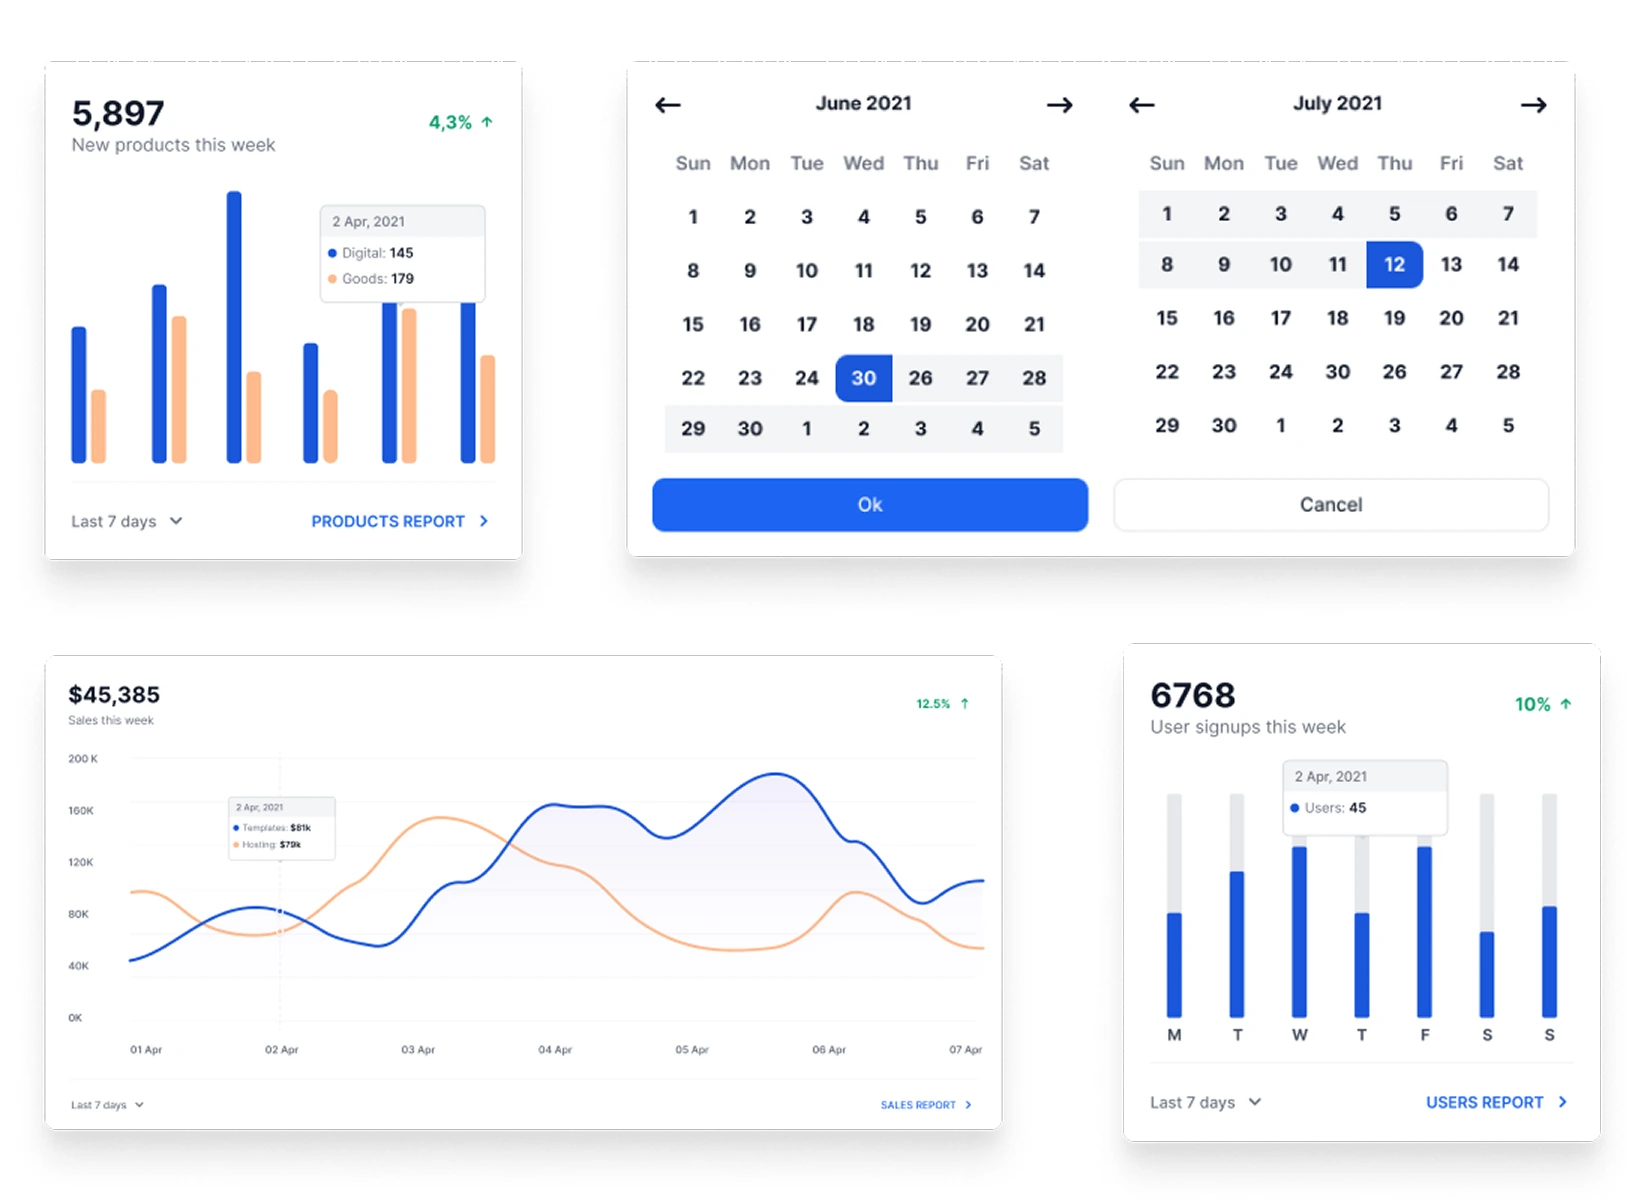 5,897
4,3%
New products this week
2 Apr, 2021
Digital: 145
Goods: 179
Last 7 days
PRODUCTS REPORT
June 2021
Sun Mon Tue Wed Thu Fri Sat
1 2 3 4 5 6 7
8 9 10 11 12 13 14
15 16 17 18 19 20 21
22 23 24 30 26 27 28
29 30 1 2 3 4 5
July 2021
Sun Mon Tue Wed Thu Fri Sat
1 2 3 4 5 6 7
8 9 10 11 12 13 14
15 16 17 18 19 20 21
22 23 24 30 26 27 28
29 30 1 2 3 4 5
Ok
Cancel
$45,385
12.5%
Sales this week
200 K
160K
120K
80K
40K
0K
2 Apr, 2021
Templates: $81k
Hosting: $79k
01 Apr 02 Apr 03 Apr 04 Apr 05 Apr 06 Apr 07 Apr
Last 7 days
SALES REPORT
6768
10%
User signups this week
2 Apr, 2021
Users: 45
M T W T F S S
Last 7 days
USERS REPORT